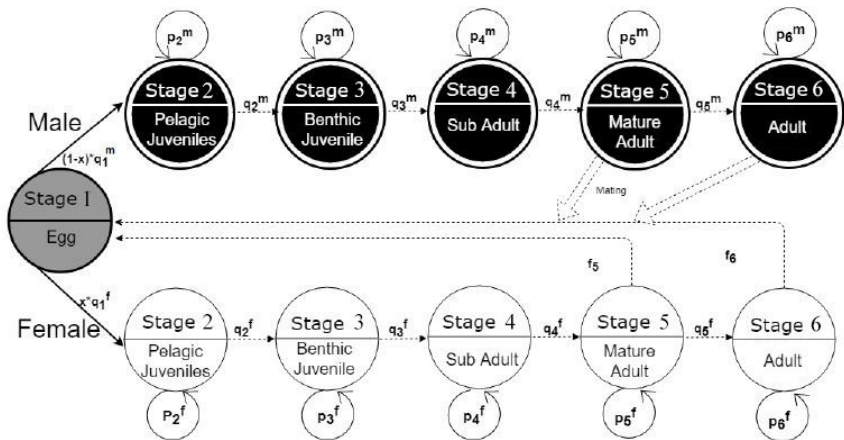 p₂ᵐ p₃ᵐ p₄ᵐ p₅ᵐ p₆ᵐ
Stage 2 Stage 3 Stage 4 Stage 5 Stage 6
q₂ᵐ q₃ᵐ q₄ᵐ q₅ᵐ
Pelagic Juveniles
Benthic Juvenile
Sub Adult
Mature Adult
Adult
Male
(1-x)*q₁ᵐ
Mating
Stage 1
Egg
f₅ f₆
x*q₁ᶠ
Female
Stage 2 Stage 3 Stage 4 Stage 5 Stage 6
q₂ᶠ q₃ᶠ q₄ᶠ q₅ᶠ
Pelagic Juveniles
Benthic Juvenile
Sub Adult
Mature Adult
Adult
P₂ᶠ p₃ᶠ p₄ᶠ p₅ᶠ p₆ᶠ